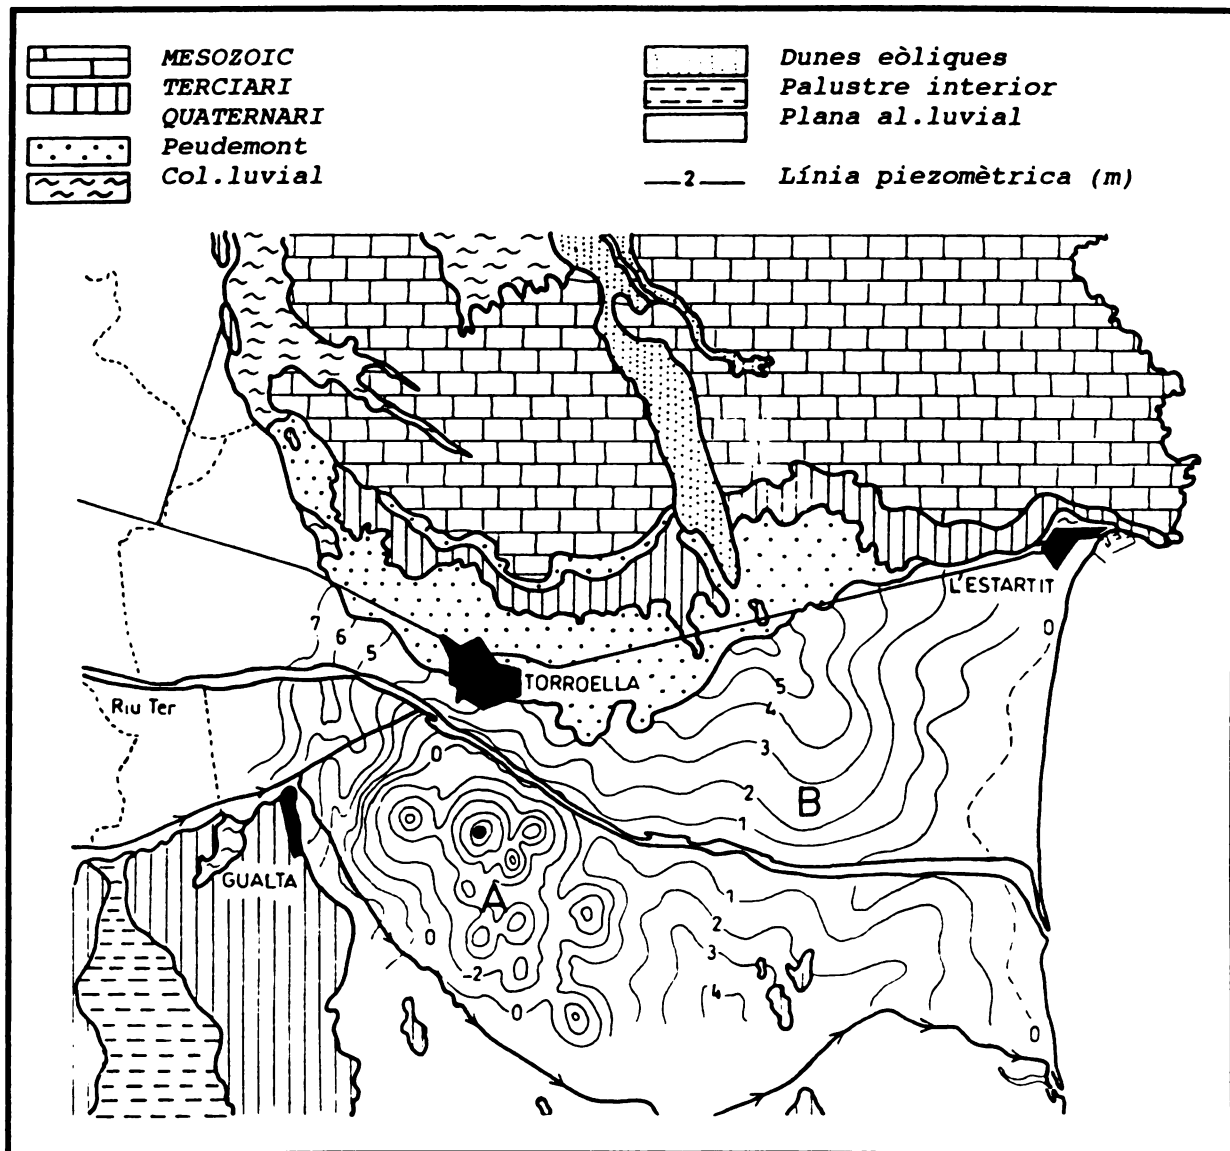 MESOZOIC
TERCIARI
QUATERNARI
Peudemont
Col.luvial
Dunes eòliques
Palustre interior
Plana al.luvial
2 Línia piezomètrica (m)
L'ESTARTIT
7
6
5
0
TORROELLA
5
Riu Ter
4
0
3
2
B
1
GUALTA
A
1
0
2
3
-2
4
0
0